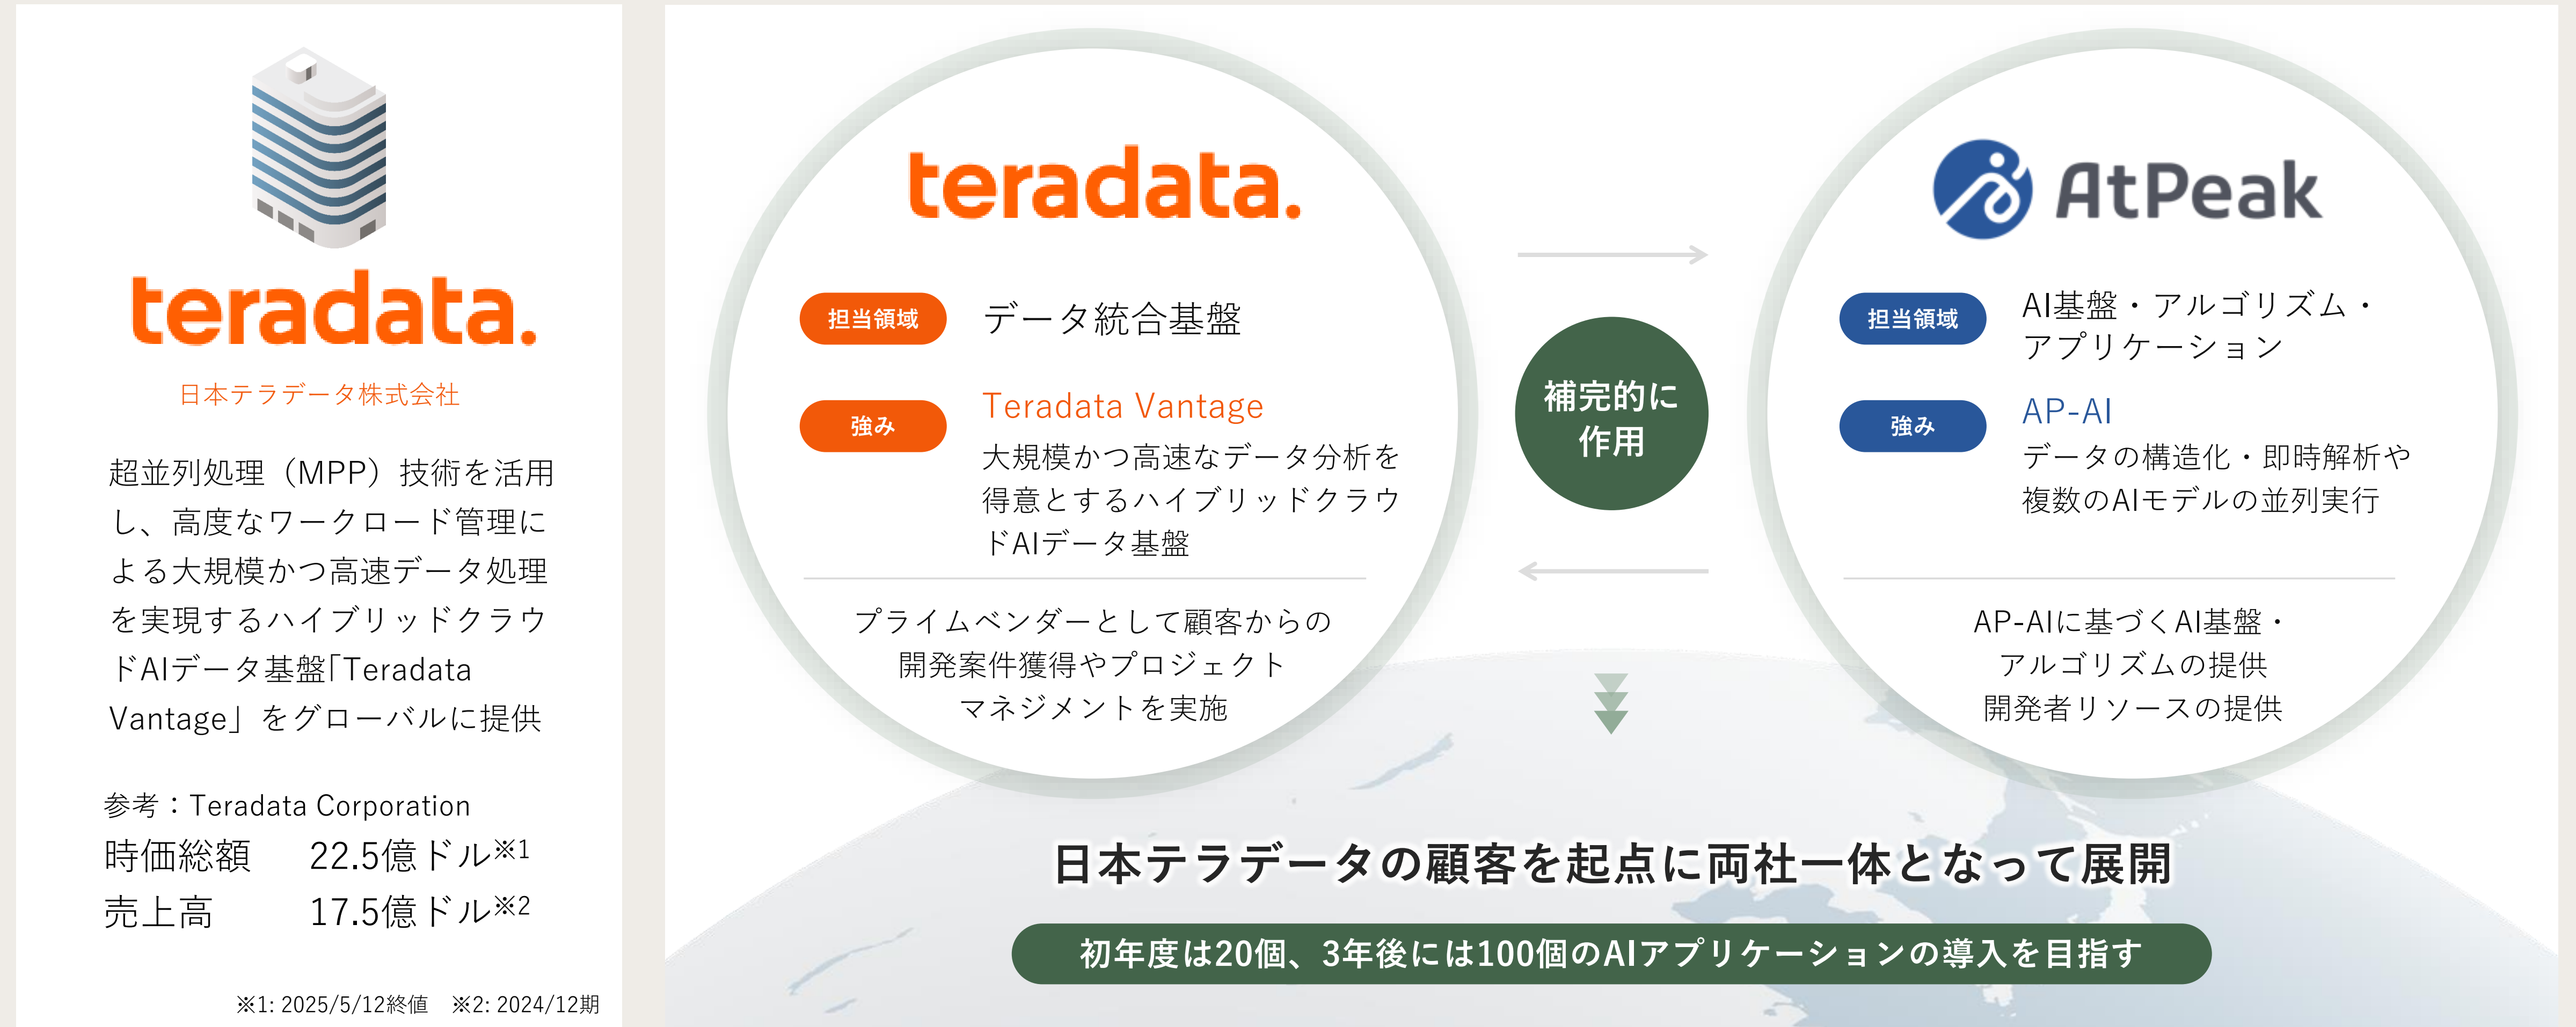 teradata.
日本テラデータ株式会社
超並列処理（MPP）技術を活用
し、高度なワークロード管理に
よる大規模かつ高速データ処理
を実現するハイブリッドクラウ
ドAIデータ基盤｢Teradata
Vantage」をグローバルに提供
参考：Teradata Corporation
時価総額 22.5億ドル※1
売上高 17.5億ドル※2
※1: 2025/5/12終値 ※2: 2024/12期
teradata.
担当領域 データ統合基盤
強み Teradata Vantage
大規模かつ高速なデータ分析を
得意とするハイブリッドクラウ
ドAIデータ基盤
プライムベンダーとして顧客からの
開発案件獲得やプロジェクト
マネジメントを実施
補完的に
作用
AtPeak
担当領域 AI基盤・アルゴリズム・
アプリケーション
強み AP-AI
データの構造化・即時解析や
複数のAIモデルの並列実行
AP-AIに基づくAI基盤・
アルゴリズムの提供
開発者リソースの提供
日本テラデータの顧客を起点に両社一体となって展開
初年度は20個、3年後には100個のAIアプリケーションの導入を目指す